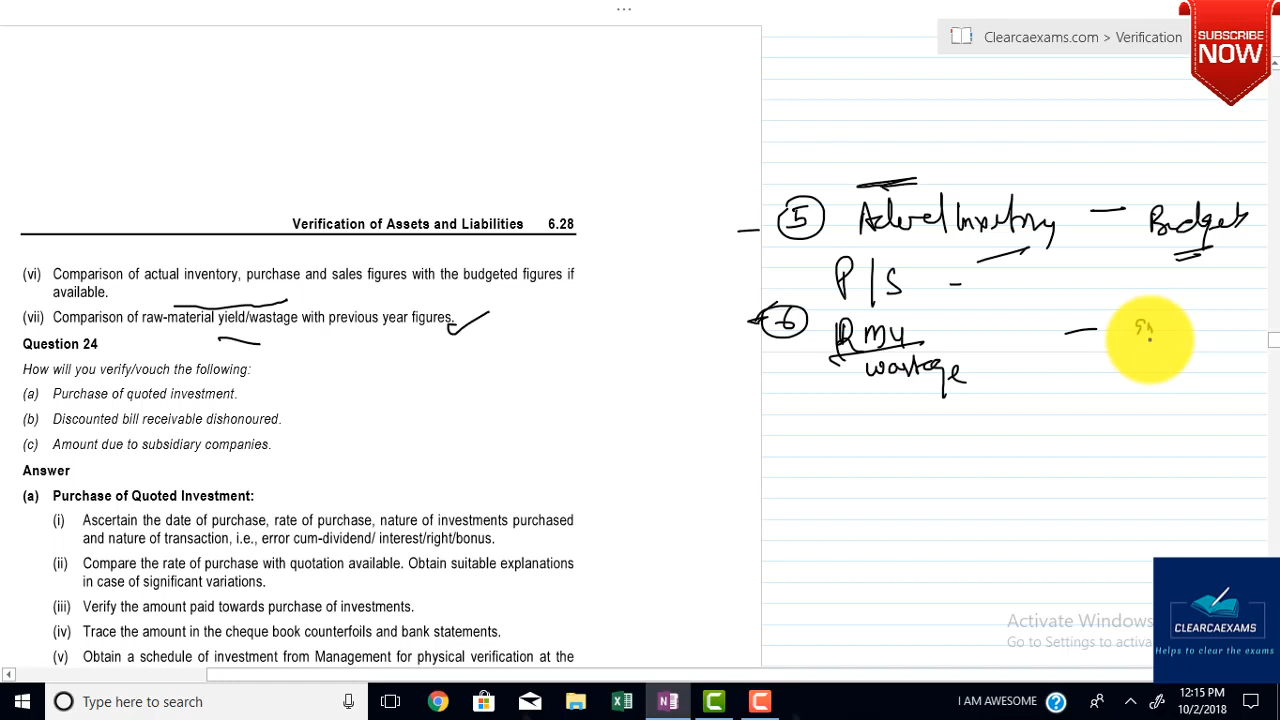 Clearcaexams.com > Verification
SUBSCRIBE
NOW
Verification of Assets and Liabilities 6.28
(vi) Comparison of actual inventory, purchase and sales figures with the budgeted figures if
available.
(vii) Comparison of raw-material yield/wastage with previous year figures.
Question 24
How will you verify/vouch the following:
(a) Purchase of quoted investment.
(b) Discounted bill receivable dishonoured.
(c) Amount due to subsidiary companies.
Answer
(a) Purchase of Quoted Investment:
(i) Ascertain the date of purchase, rate of purchase, nature of investments purchased
and nature of transaction, i.e., error cum-dividend/ interest/right/bonus.
(ii) Compare the rate of purchase with quotation available. Obtain suitable explanations
in case of significant variations.
(iii) Verify the amount paid towards purchase of investments.
(iv) Trace the amount in the cheque book counterfoils and bank statements.
(v) Obtain a schedule of investment from Management for physical verification at the
5 Inventory — Budget
P/S -
6
wastage
Activate Windows
Go to Settings to activa
CLEARCAEXAMS
Helps to clear the exams
Type here to search
I AM AWESOME
12:15 PM
10/2/2018